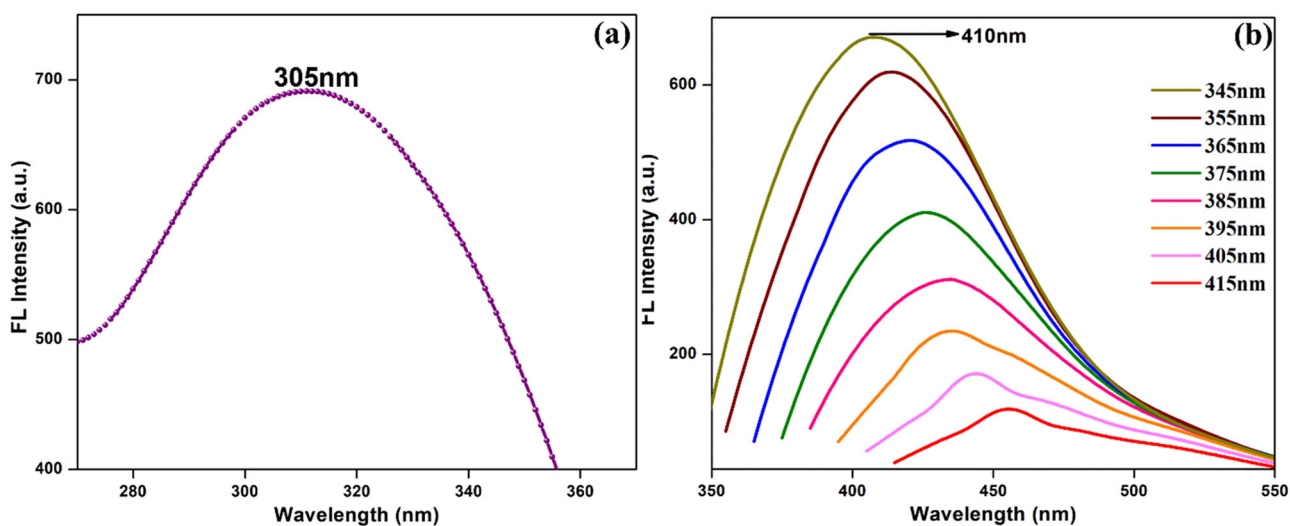 (a)
305nm
700
600
500
400
FL Intensity (a.u.)
280 300 320 340 360
Wavelength (nm)
(b)
410nm
600
400
200
FL Intensity (a.u.)
345nm
355nm
365nm
375nm
385nm
395nm
405nm
415nm
350 400 450 500 550
Wavelength (nm)